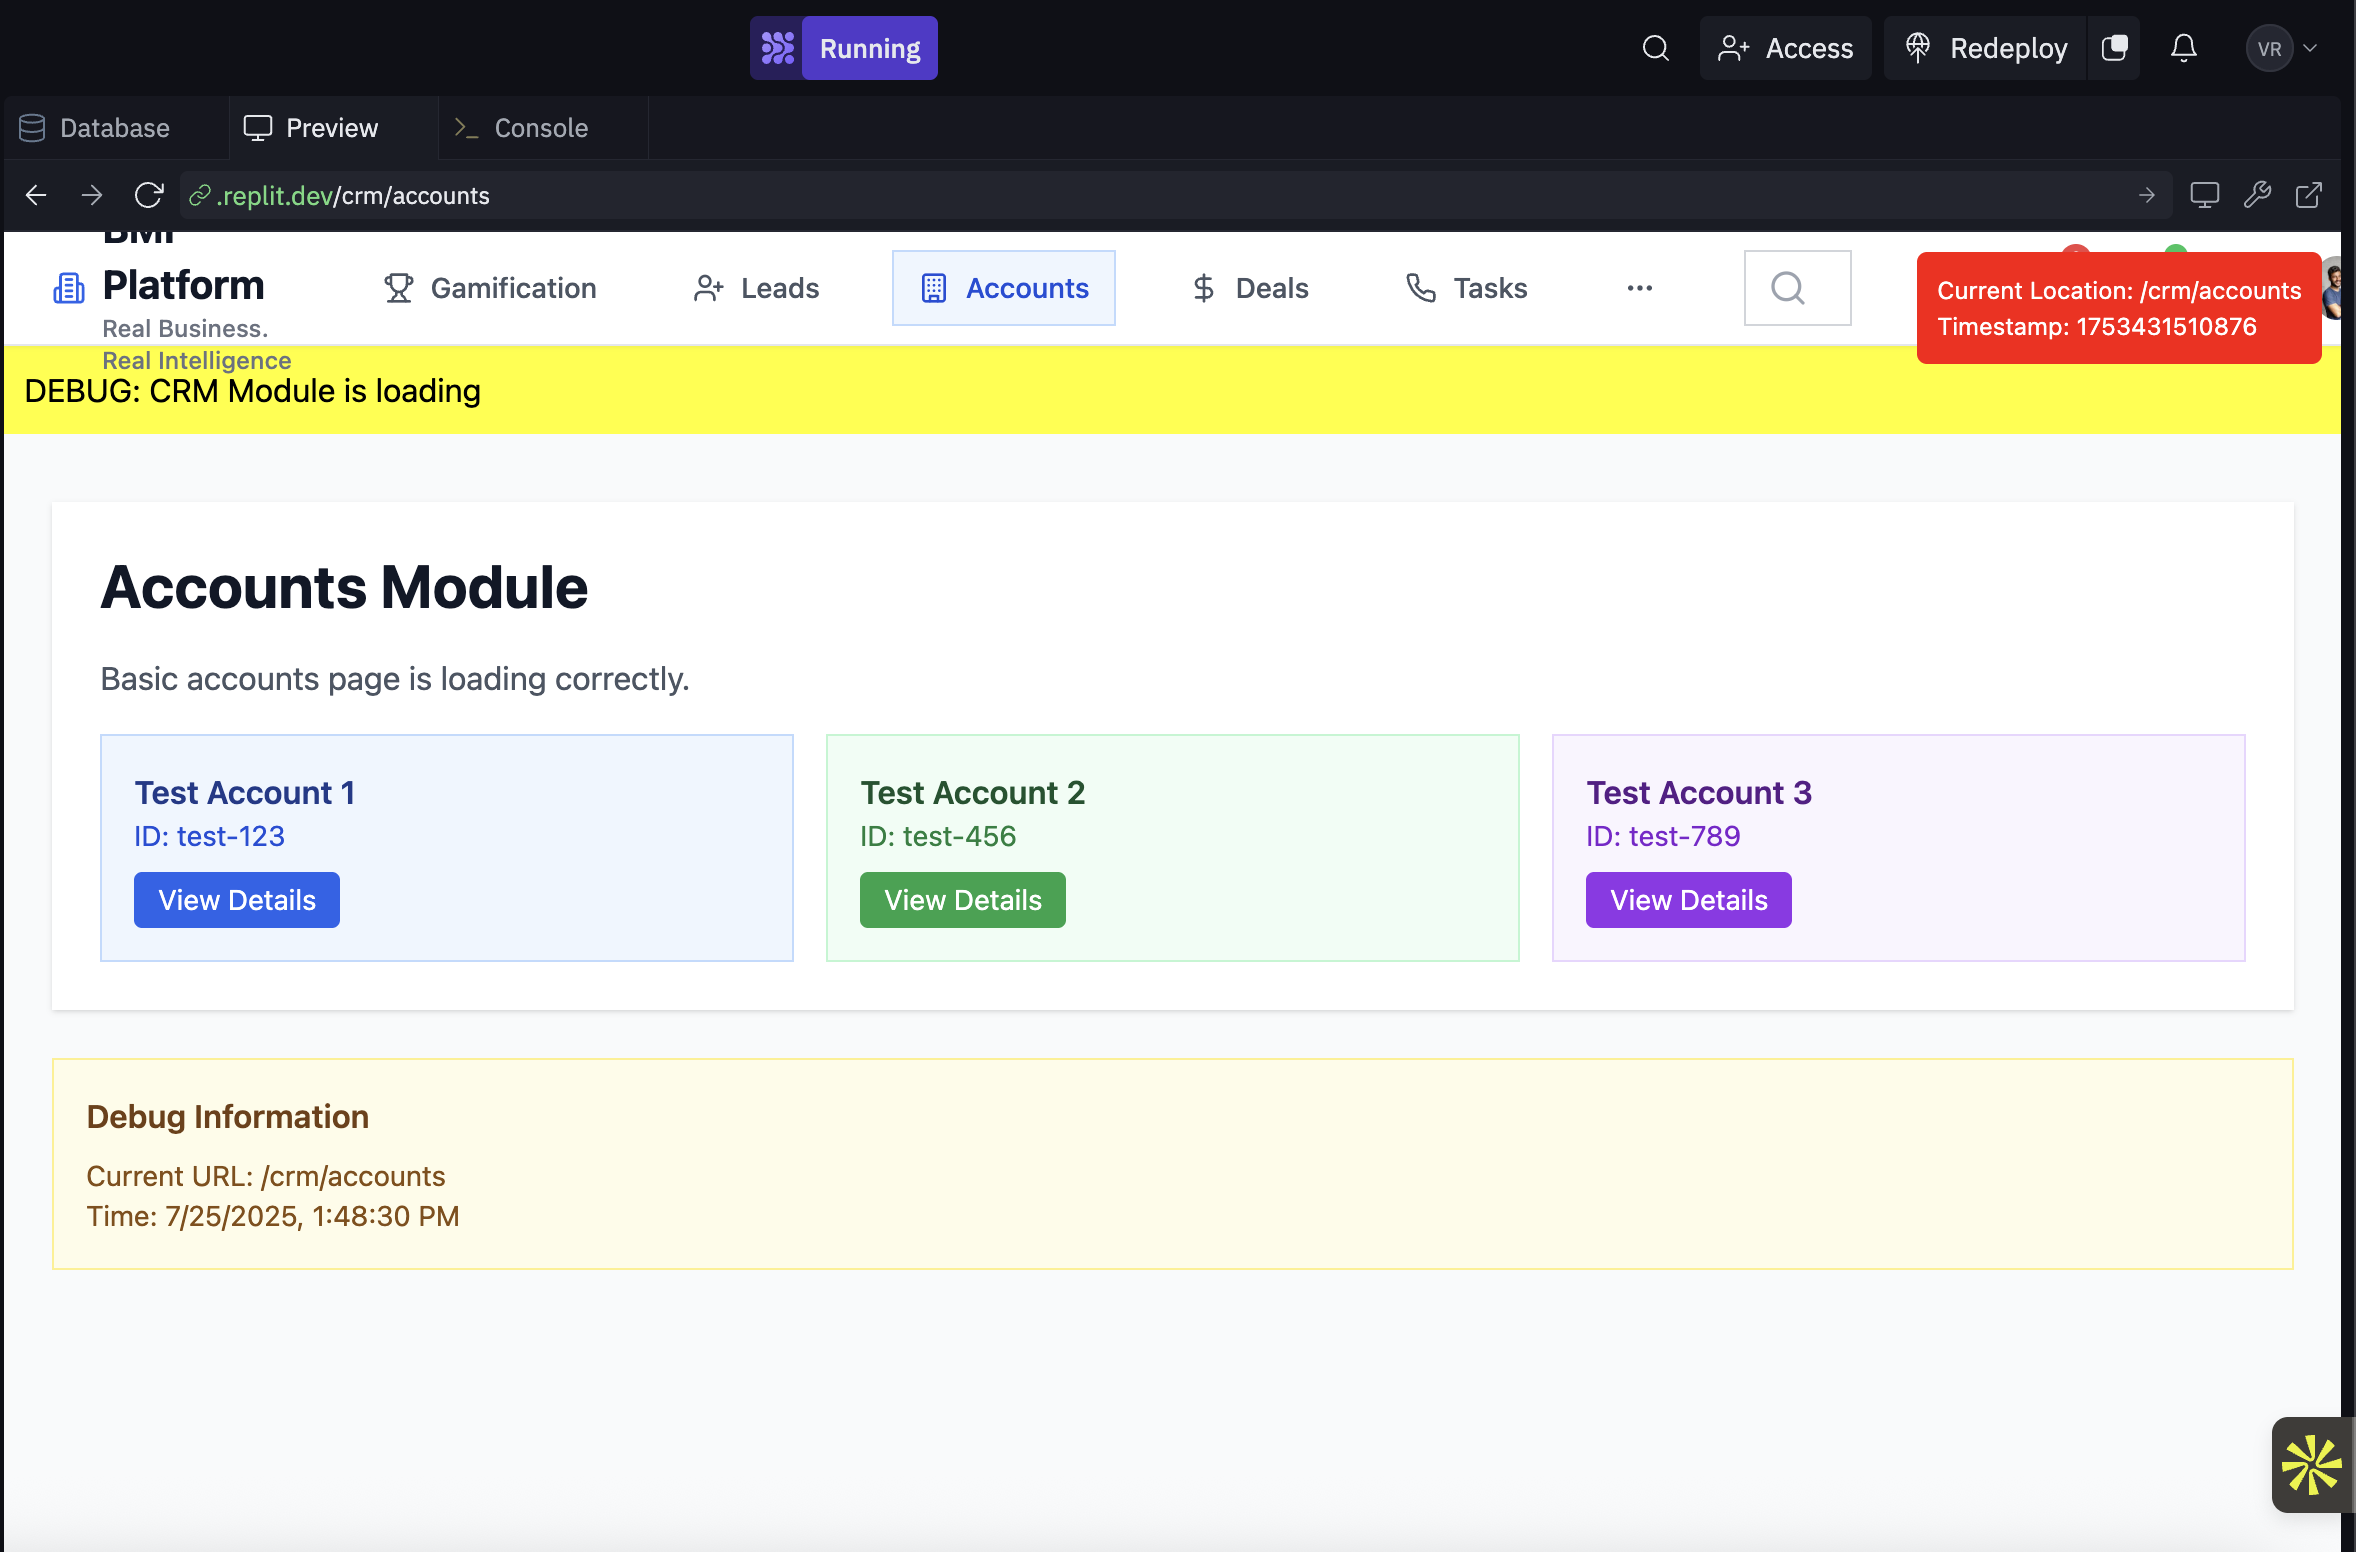 Running
Access
Redeploy
VR
Database
Preview
Console
.replit.dev/crm/accounts
BMI
Platform
Real Business.
Real Intelligence
Gamification
Leads
Accounts
Deals
Tasks
Current Location: /crm/accounts
Timestamp: 1753431510876
DEBUG: CRM Module is loading
Accounts Module
Basic accounts page is loading correctly.
Test Account 1
ID: test-123
View Details
Test Account 2
ID: test-456
View Details
Test Account 3
ID: test-789
View Details
Debug Information
Current URL: /crm/accounts
Time: 7/25/2025, 1:48:30 PM